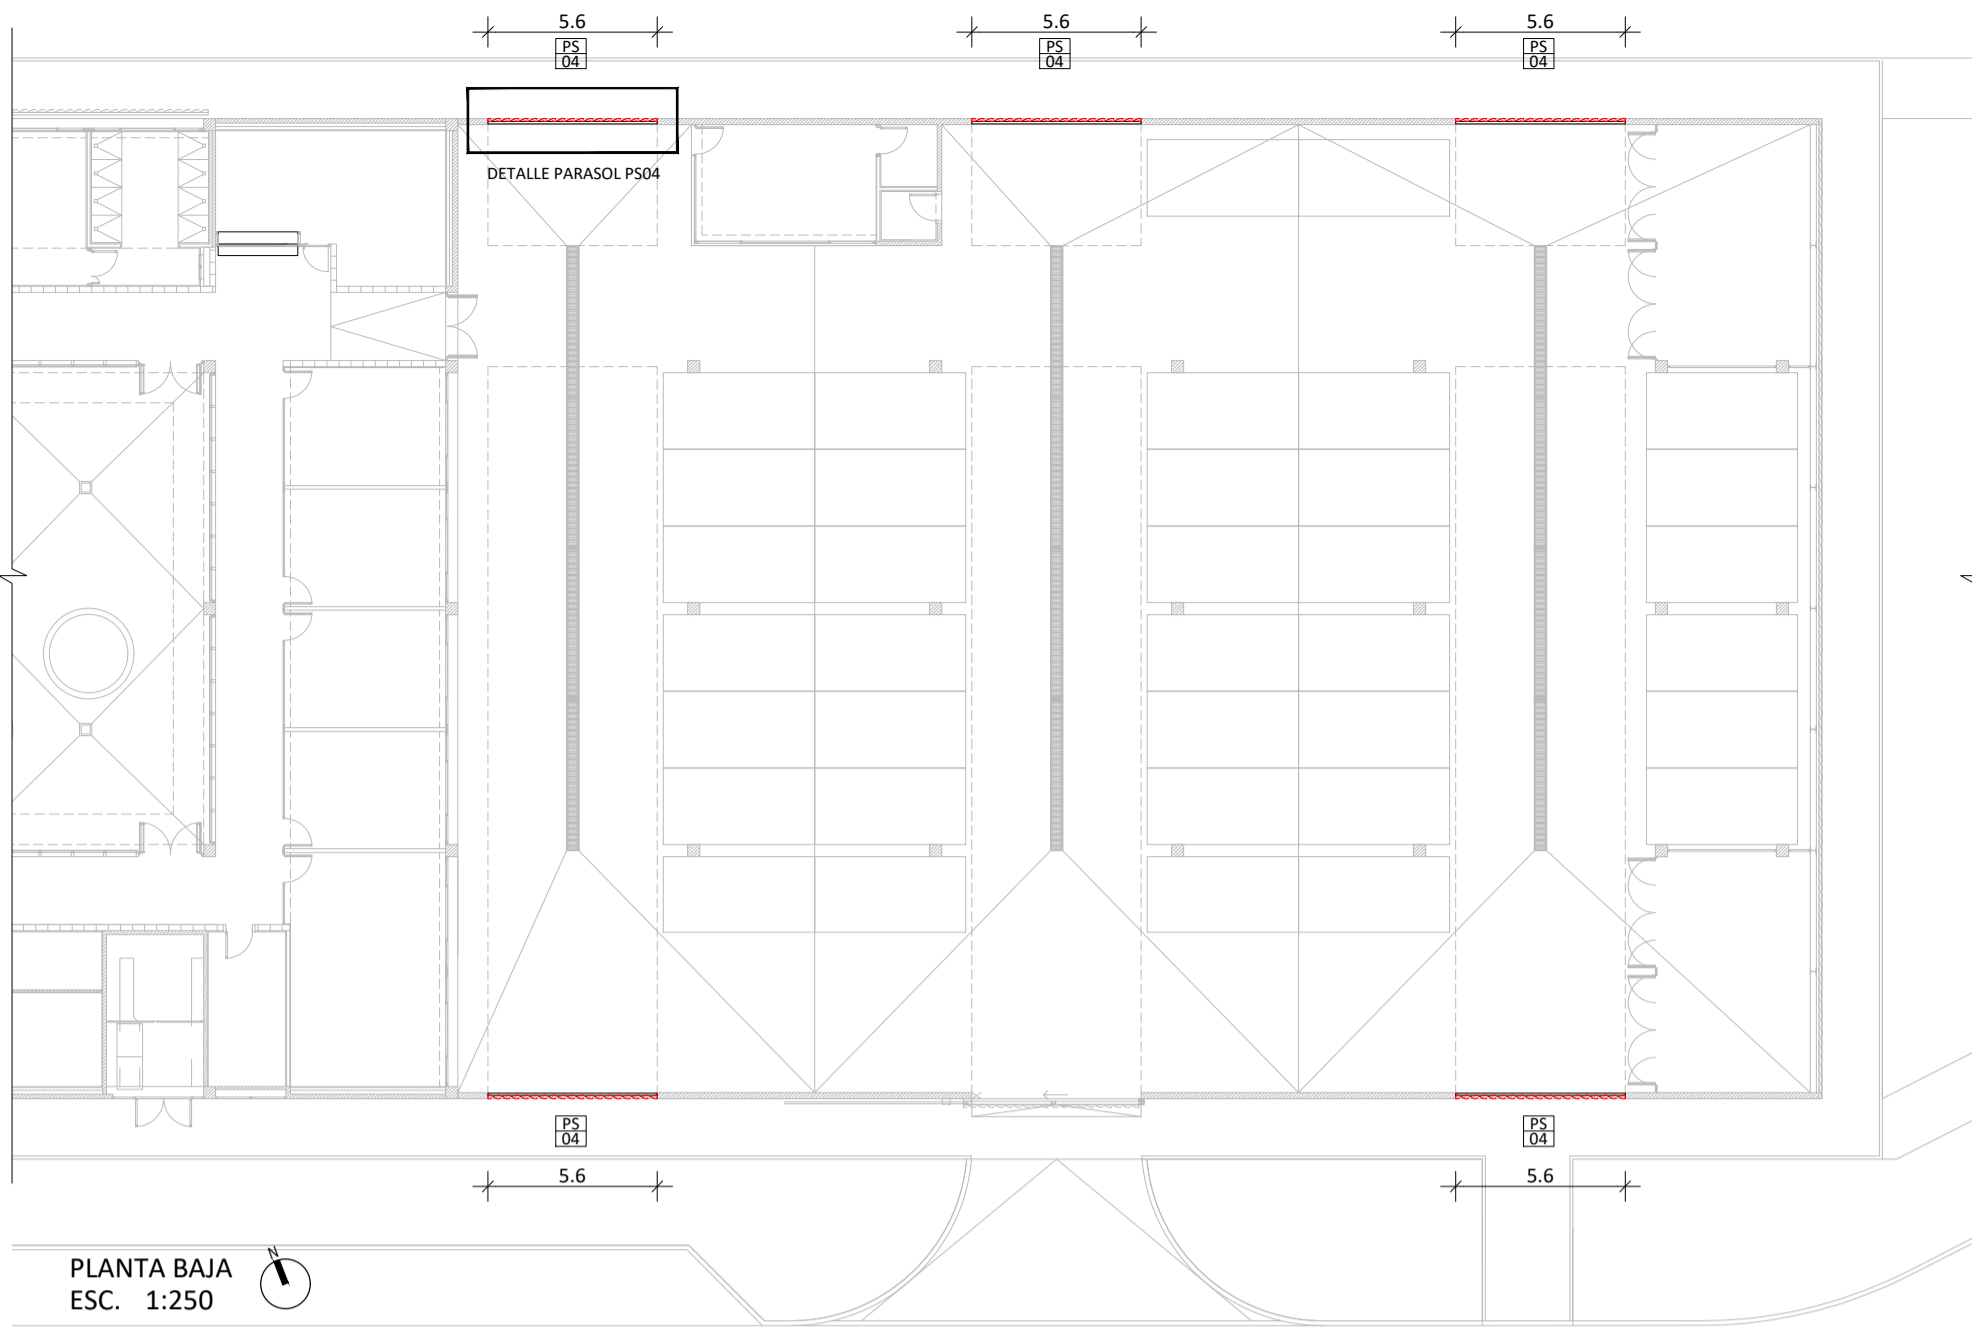 5.6 5.6 5.6
PS PS PS
04 04 04
DETALLE PARASOL PS04
PS PS
04 04
5.6 5.6
N
PLANTA BAJA
ESC. 1:250